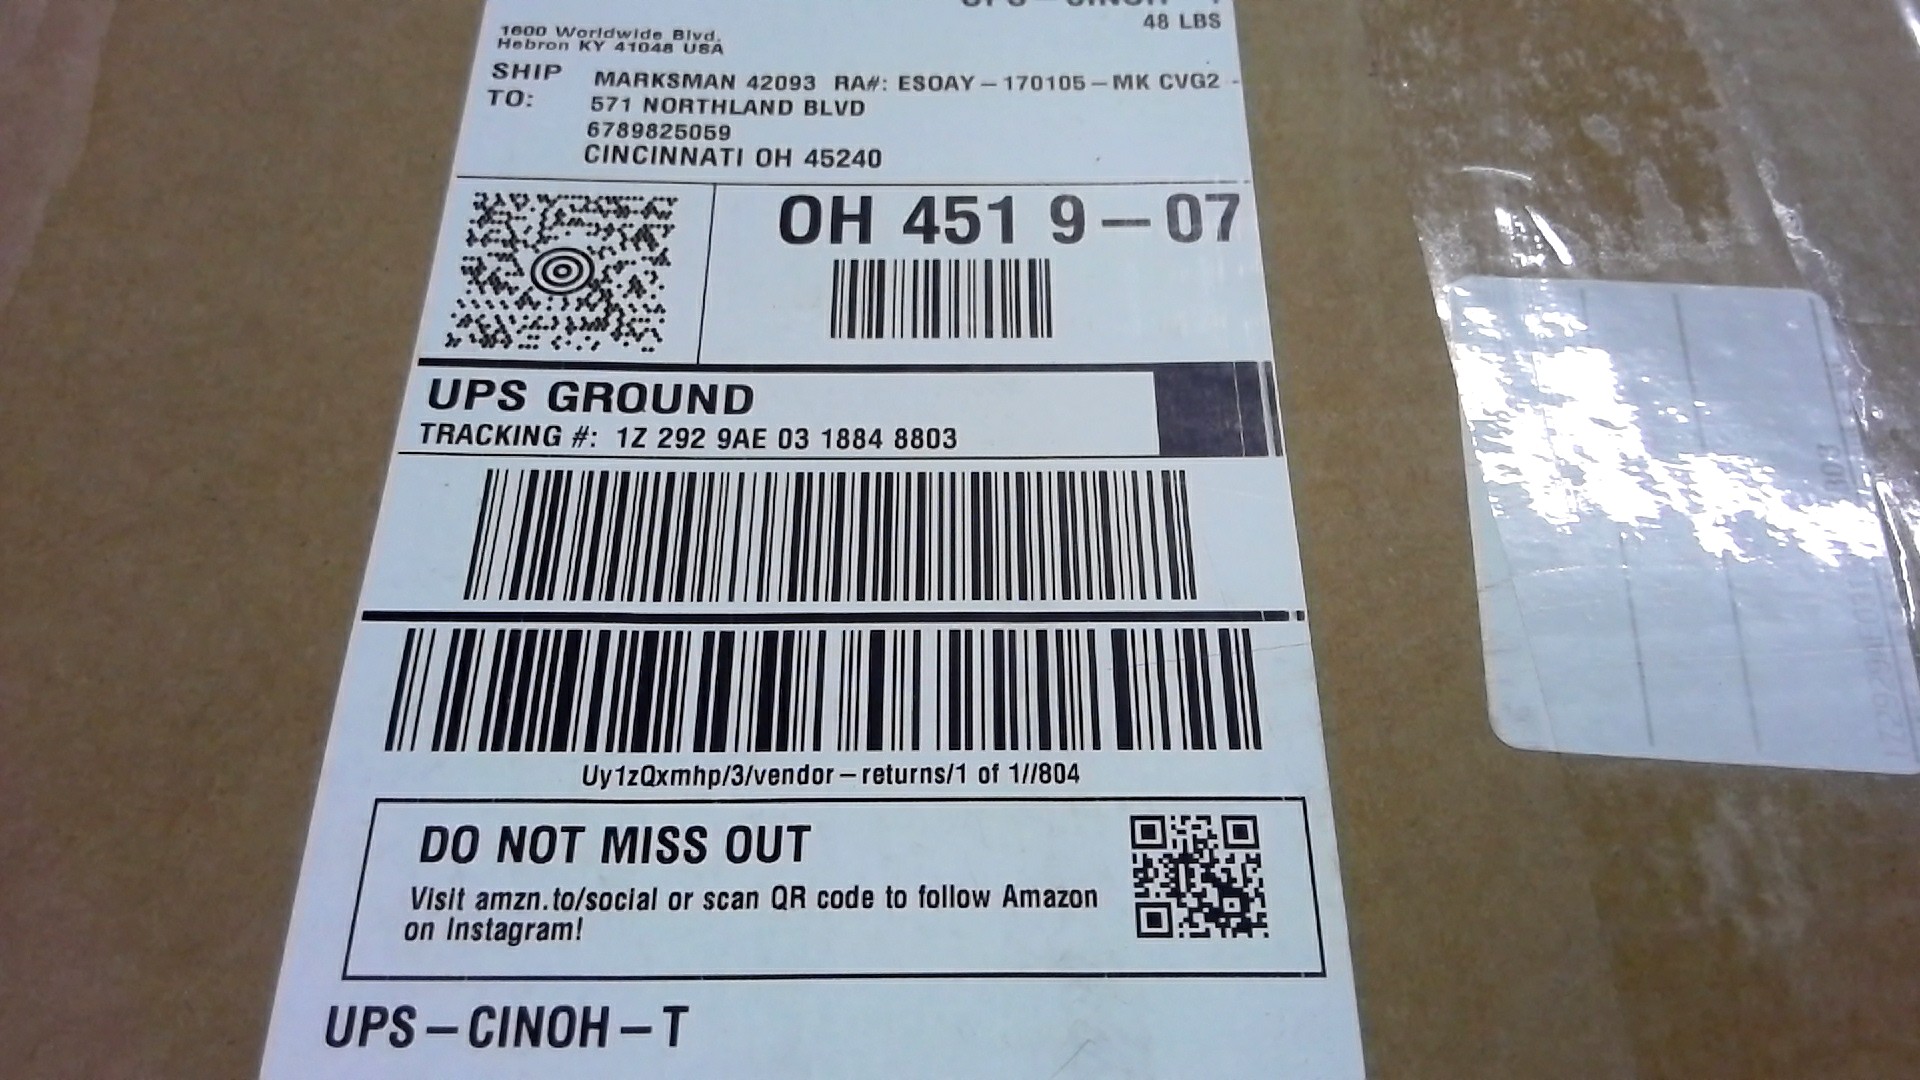 48 LBS
1600 Worldwide Blvd.
Hebron KY 41048 USA
SHIP TO:
MARKSMAN 42093 RA#: ESOAY-170105-MK CVG2 -
571 NORTHLAND BLVD
6789825059
CINCINNATI OH 45240
OH 451 9-07
UPS GROUND
TRACKING #: 1Z 292 9AE 03 1884 8803
Uy1zQxmhp/3/vendor-returns/1 of 1//804
DO NOT MISS OUT
Visit amzn.to/social or scan QR code to follow Amazon
on Instagram!
UPS-CINOH-T